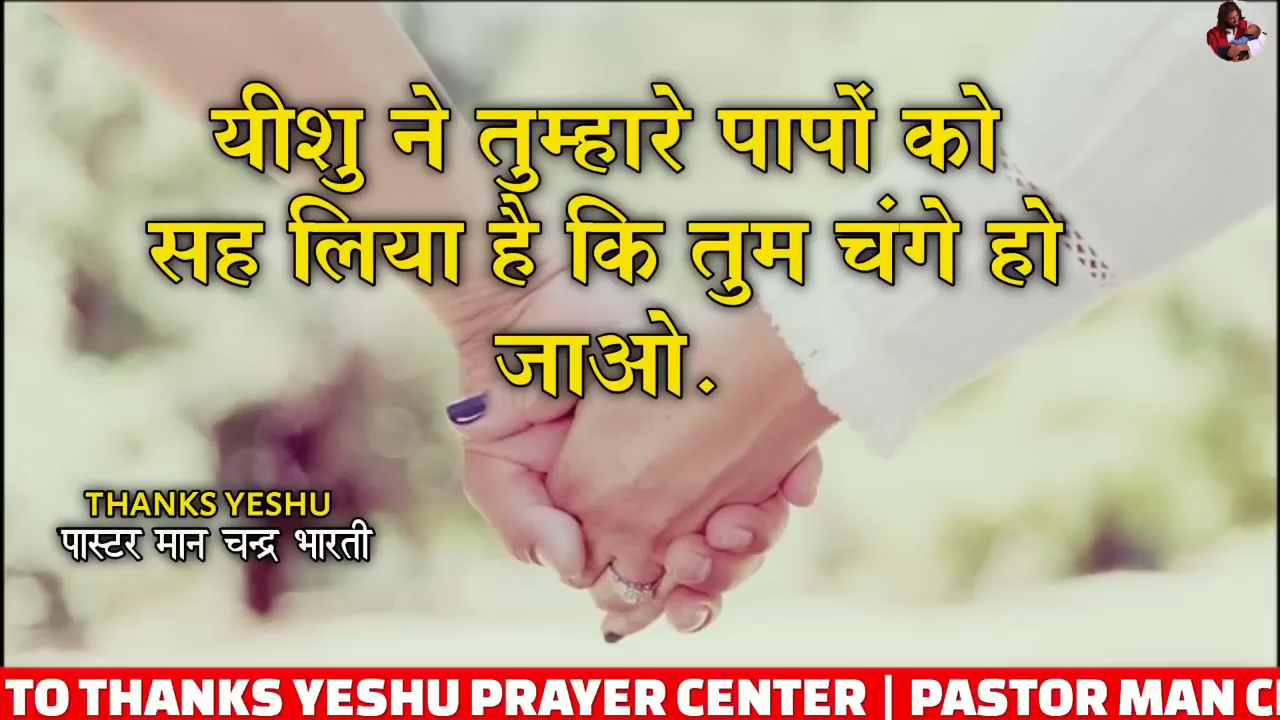 यीशु ने तुम्हारे पापों को
सह लिया है कि तुम चंगे हो
जाओ.
THANKS YESHU
पास्टर मान चन्द्र भारती
TO THANKS YESHU PRAYER CENTER | PASTOR MAN